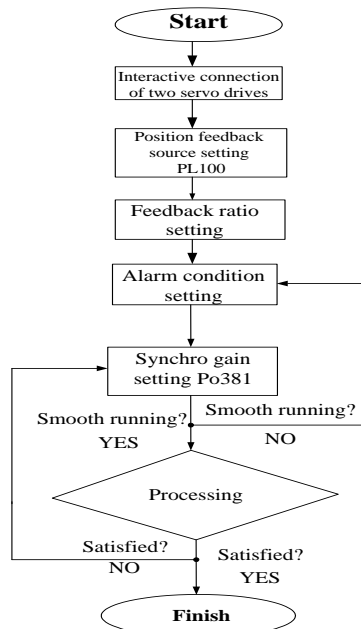 Start
Interactive connection
of two servo drives
Position feedback
source setting
PL100
Feedback ratio
setting
Alarm condition
setting
Synchro gain
setting Po381
Smooth running?
YES
Smooth running?
NO
Processing
Satisfied?
NO
Satisfied?
YES
Finish